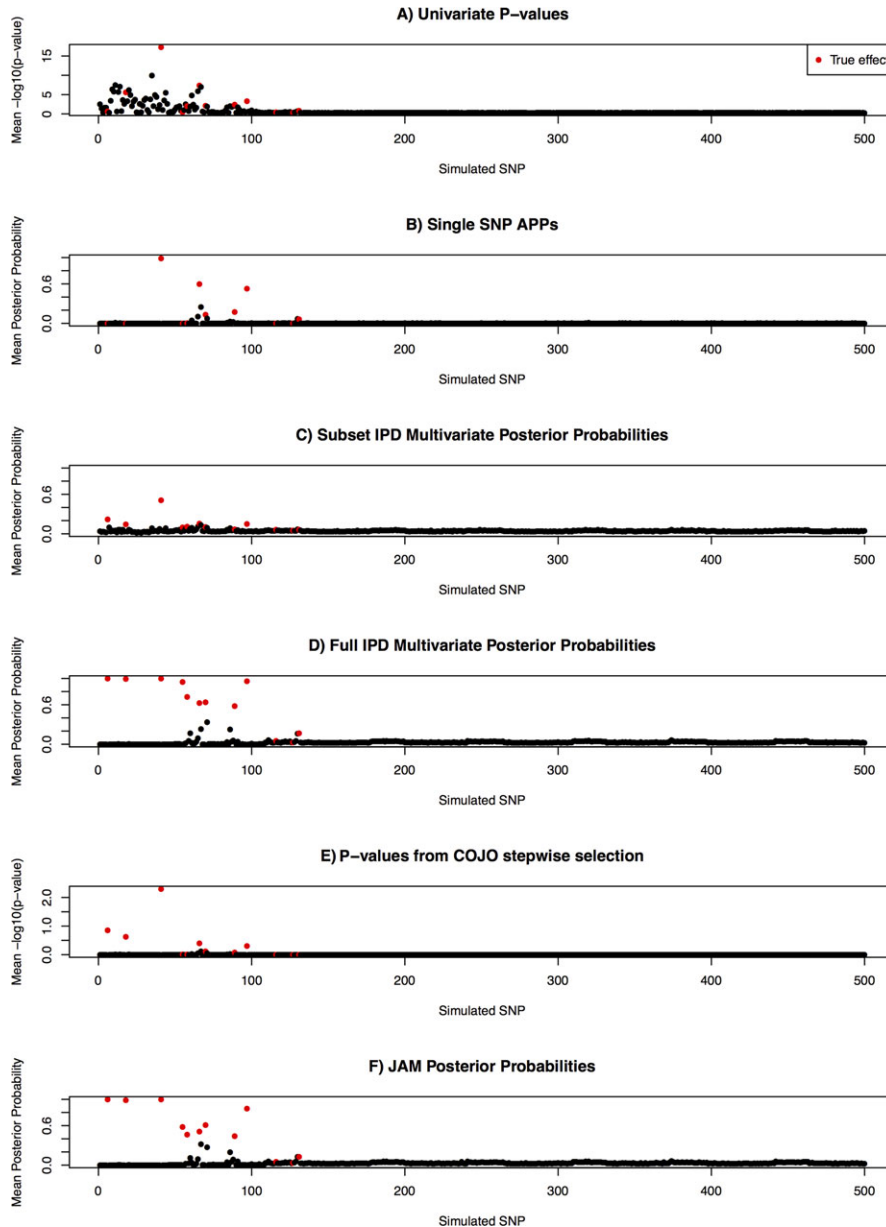 A) Univariate P−values
Mean −log10(p−value)
15
5
0
True effec
0 100 200 300 400 500
Simulated SNP
B) Single SNP APPs
Mean Posterior Probability
0.6
0.0
0 100 200 300 400 500
Simulated SNP
C) Subset IPD Multivariate Posterior Probabilities
Mean Posterior Probability
0.6
0.0
0 100 200 300 400 500
Simulated SNP
D) Full IPD Multivariate Posterior Probabilities
Mean Posterior Probability
0.6
0.0
0 100 200 300 400 500
Simulated SNP
E) P−values from COJO stepwise selection
Mean −log10(p−value)
2.0
1.0
0.0
0 100 200 300 400 500
Simulated SNP
F) JAM Posterior Probabilities
Mean Posterior Probability
0.6
0.0
0 100 200 300 400 500
Simulated SNP